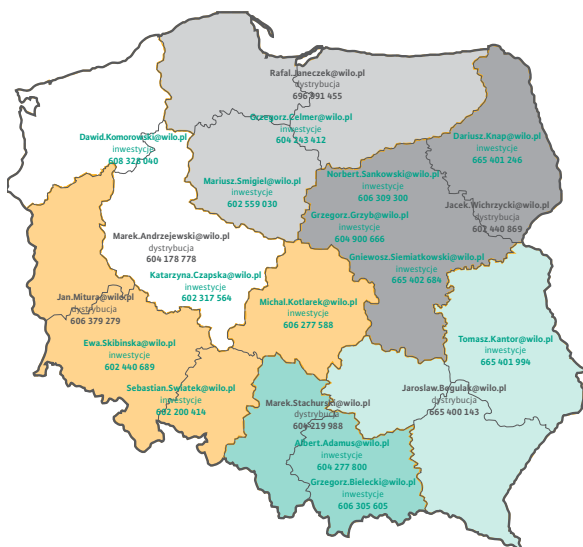 Rafal.Janeczek@wilo.pl
dystrybucja
696 391 455
Grzegorz.Celmer@wilo.pl
inwestycje
604 143 412
Dawid.Komorowski@wilo.pl
inwestycje
608 328 040
Dariusz.Knap@wilo.pl
inwestycje
665 401 246
Mariusz.Smigiel@wilo.pl
inwestycje
602 559 030
Norbert.Sankowski@wilo.pl
inwestycje
606 309 300
Jacek.Wichrzycki@wilo.pl
dystrybucja
602 440 869
Grzegorz.Grzyb@wilo.pl
inwestycje
604 900 666
Marek.Andrzejewski@wilo.pl
dystrybucja
604 178 778
Gniewosz.Siemiatkowski@wilo.pl
inwestycje
665 402 684
Katarzyna.Czapska@wilo.pl
inwestycje
602 317 564
Jan.Mitura@wilo.pl
dystrybucja
606 379 279
Michal.Kotlarek@wilo.pl
inwestycje
606 277 588
Ewa.Skibinska@wilo.pl
inwestycje
602 440 689
Tomasz.Kantor@wilo.pl
inwestycje
665 401 994
Sebastian.Swiatek@wilo.pl
inwestycje
602 200 414
Marek.Stachurski@wilo.pl
dystrybucja
604 219 988
Jaroslaw.Begulak@wilo.pl
dystrybucja
665 400 143
Albert.Adamus@wilo.pl
inwestycje
604 277 800
Grzegorz.Bielecki@wilo.pl
inwestycje
606 305 605